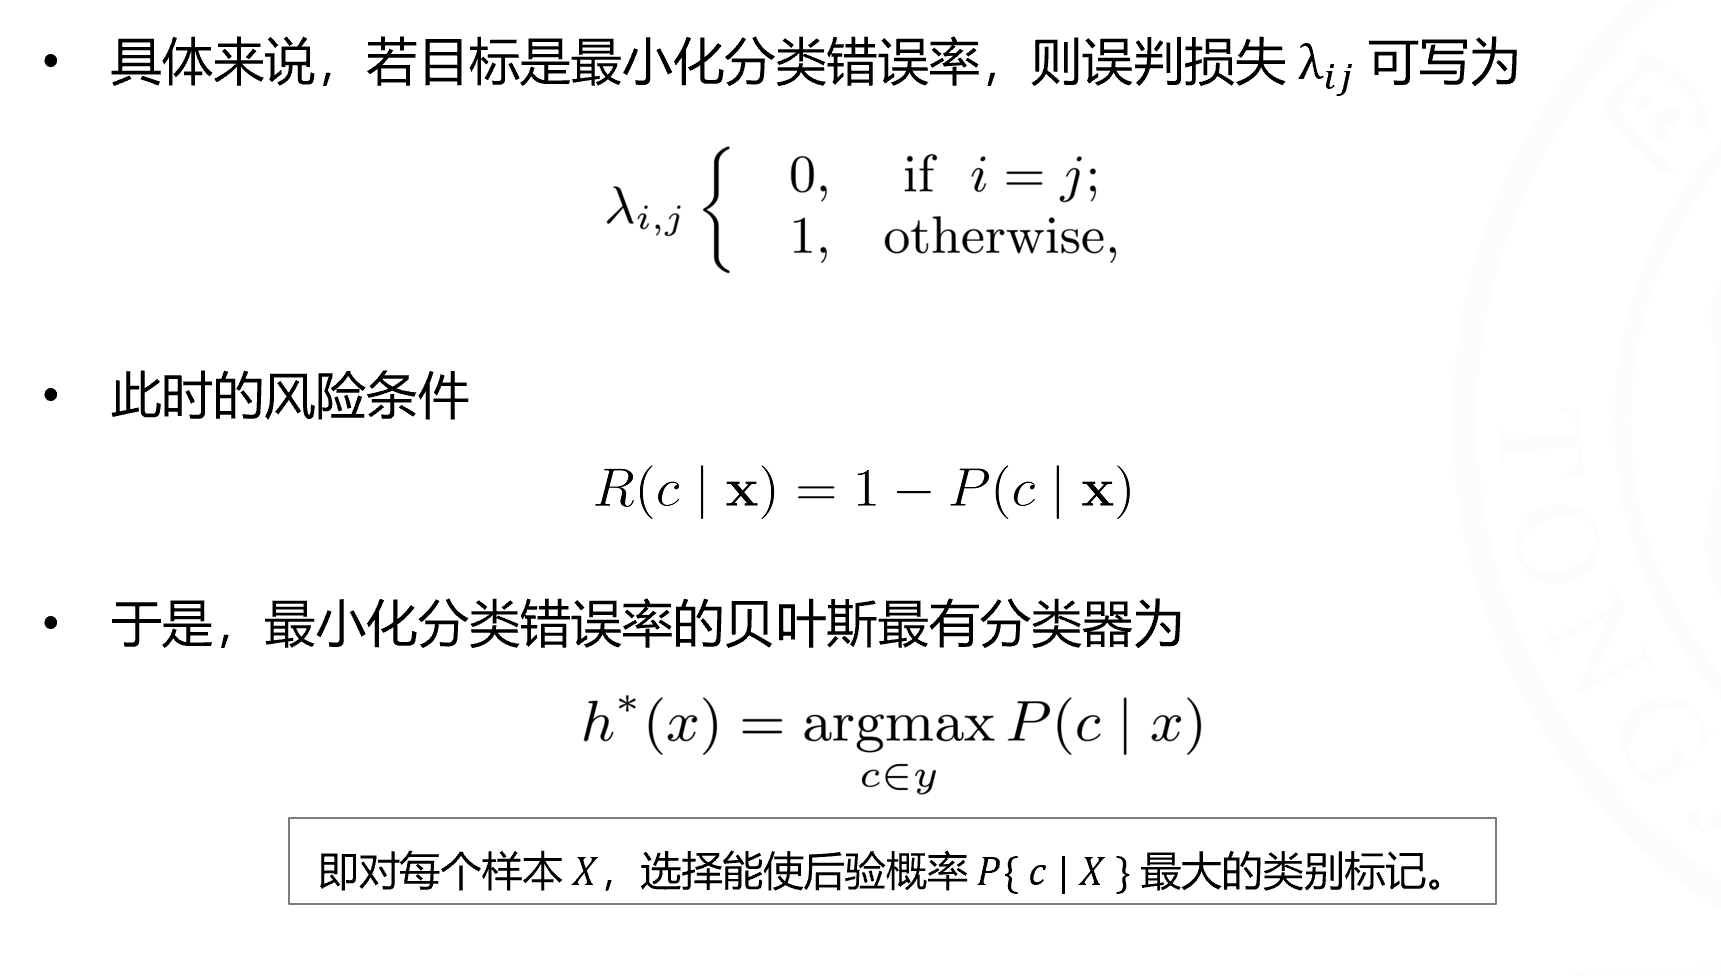 • 具体来说，若目标是最小化分类错误率，则误判损失 λij 可写为
λi,j { 0, if i = j;
1, otherwise,
• 此时的风险条件
R(c | x) = 1 − P(c | x)
• 于是，最小化分类错误率的贝叶斯最有分类器为
h*(x) = argmax P(c | x)
c∈y
即对每个样本 X，选择能使后验概率 P{ c | X } 最大的类别标记。
TONGJ